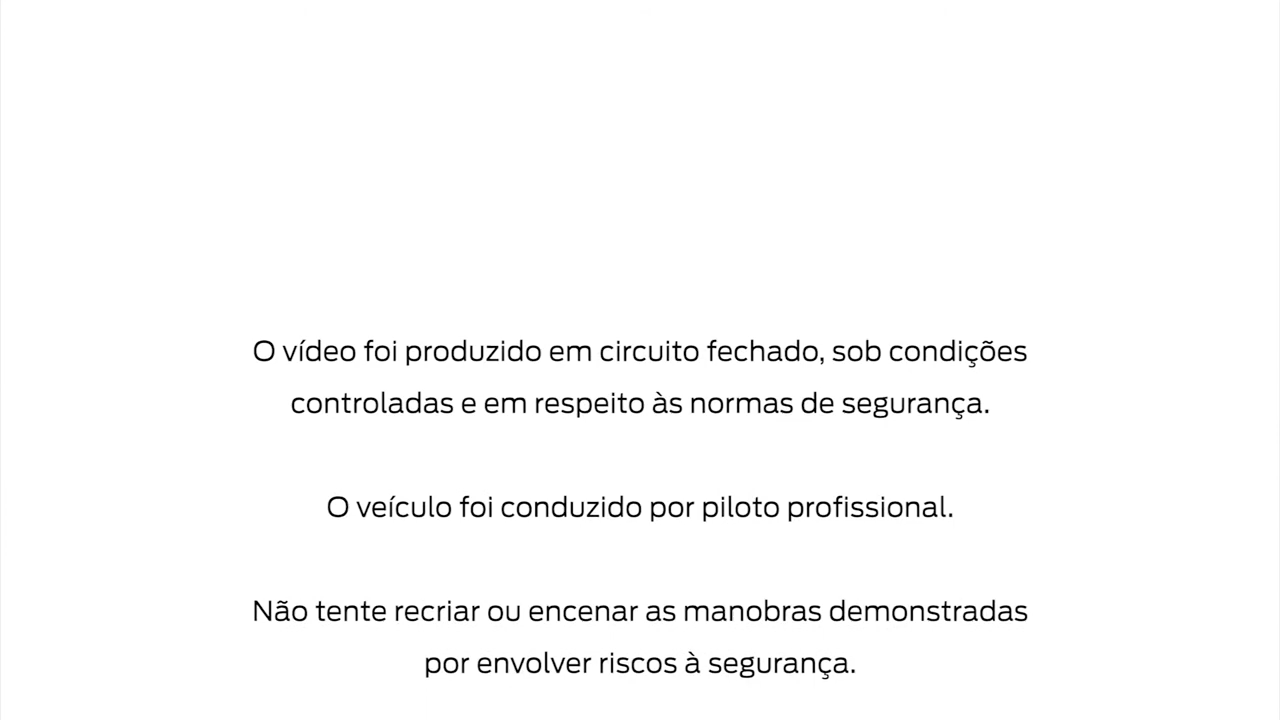 O vídeo foi produzido em circuito fechado, sob condições
controladas e em respeito às normas de segurança.
O veículo foi conduzido por piloto profissional.
Não tente recriar ou encenar as manobras demonstradas
por envolver riscos à segurança.